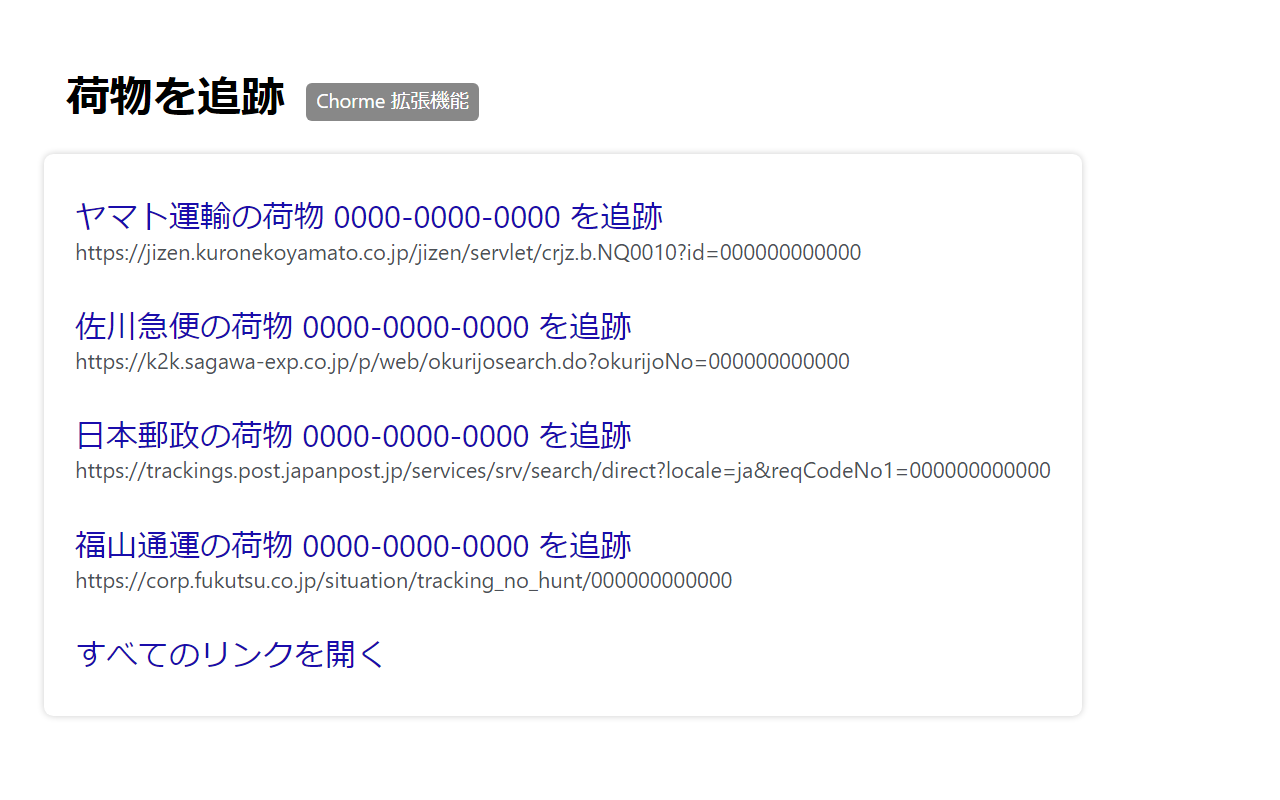 荷物を追跡 Chorme 拡張機能
ヤマト運輸の荷物 0000-0000-0000 を追跡
https://jizen.kuronekoyamato.co.jp/jizen/servlet/crjz.b.NQ0010?id=000000000000
佐川急便の荷物 0000-0000-0000 を追跡
https://k2k.sagawa-exp.co.jp/p/web/okurijosearch.do?okurijoNo=000000000000
日本郵政の荷物 0000-0000-0000 を追跡
https://trackings.post.japanpost.jp/services/srv/search/direct?locale=ja&reqCodeNo1=000000000000
福山通運の荷物 0000-0000-0000 を追跡
https://corp.fukutsu.co.jp/situation/tracking_no_hunt/000000000000
すべてのリンクを開く